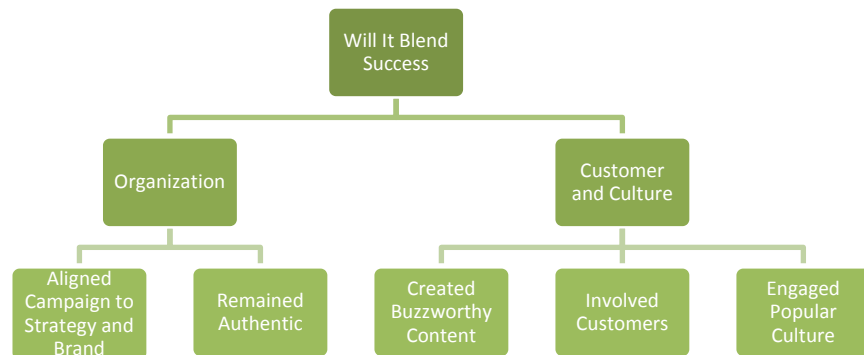 Will It Blend
Success
Organization
Customer
and Culture
Aligned
Campaign to
Strategy and
Brand
Remained
Authentic
Created
Buzzworthy
Content
Involved
Customers
Engaged
Popular
Culture